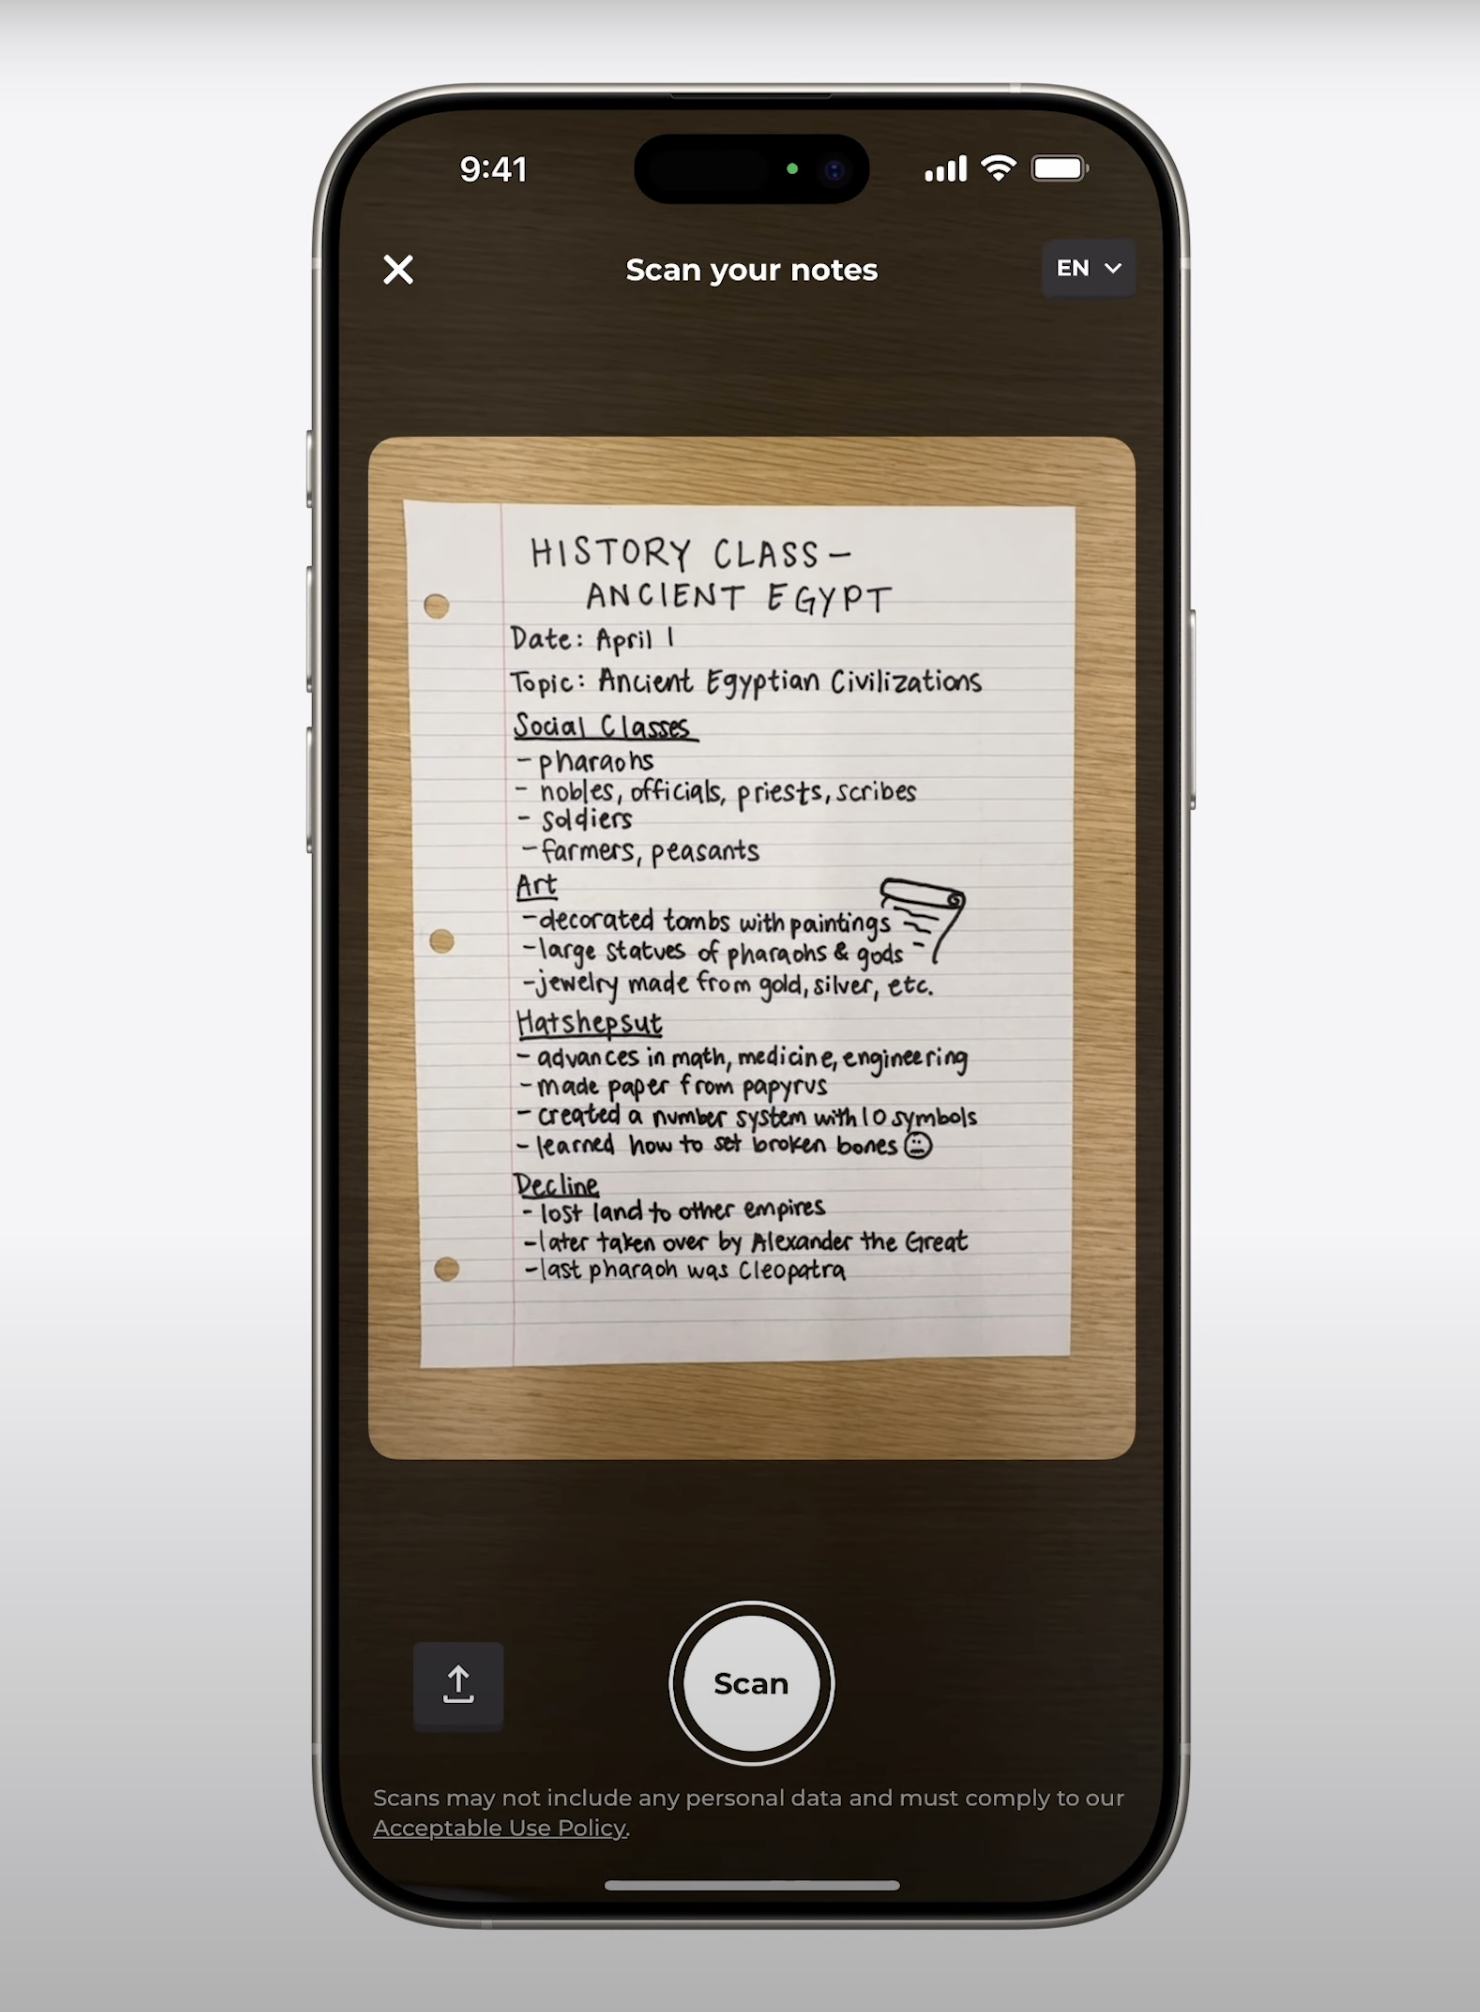 9:41
Scan your notes
EN
HISTORY CLASS-
ANCIENT EGYPT
Date: April 1
Topic: Ancient Egyptian Civilizations
Social Classes
- pharaohs
- nobles, officials, priests, scribes
- soldiers
- farmers, peasants
Art
- decorated tombs with paintings
- large statues of pharaohs & gods
- jewelry made from gold, silver, etc.
Hatshepsut
- advances in math, medicine, engineering
- made paper from papyrus
- created a number system with 10 symbols
- learned how to set broken bones
Decline
- lost land to other empires
- later taken over by Alexander the Great
- last pharaoh was Cleopatra
Scan
Scans may not include any personal data and must comply to our
Acceptable Use Policy.